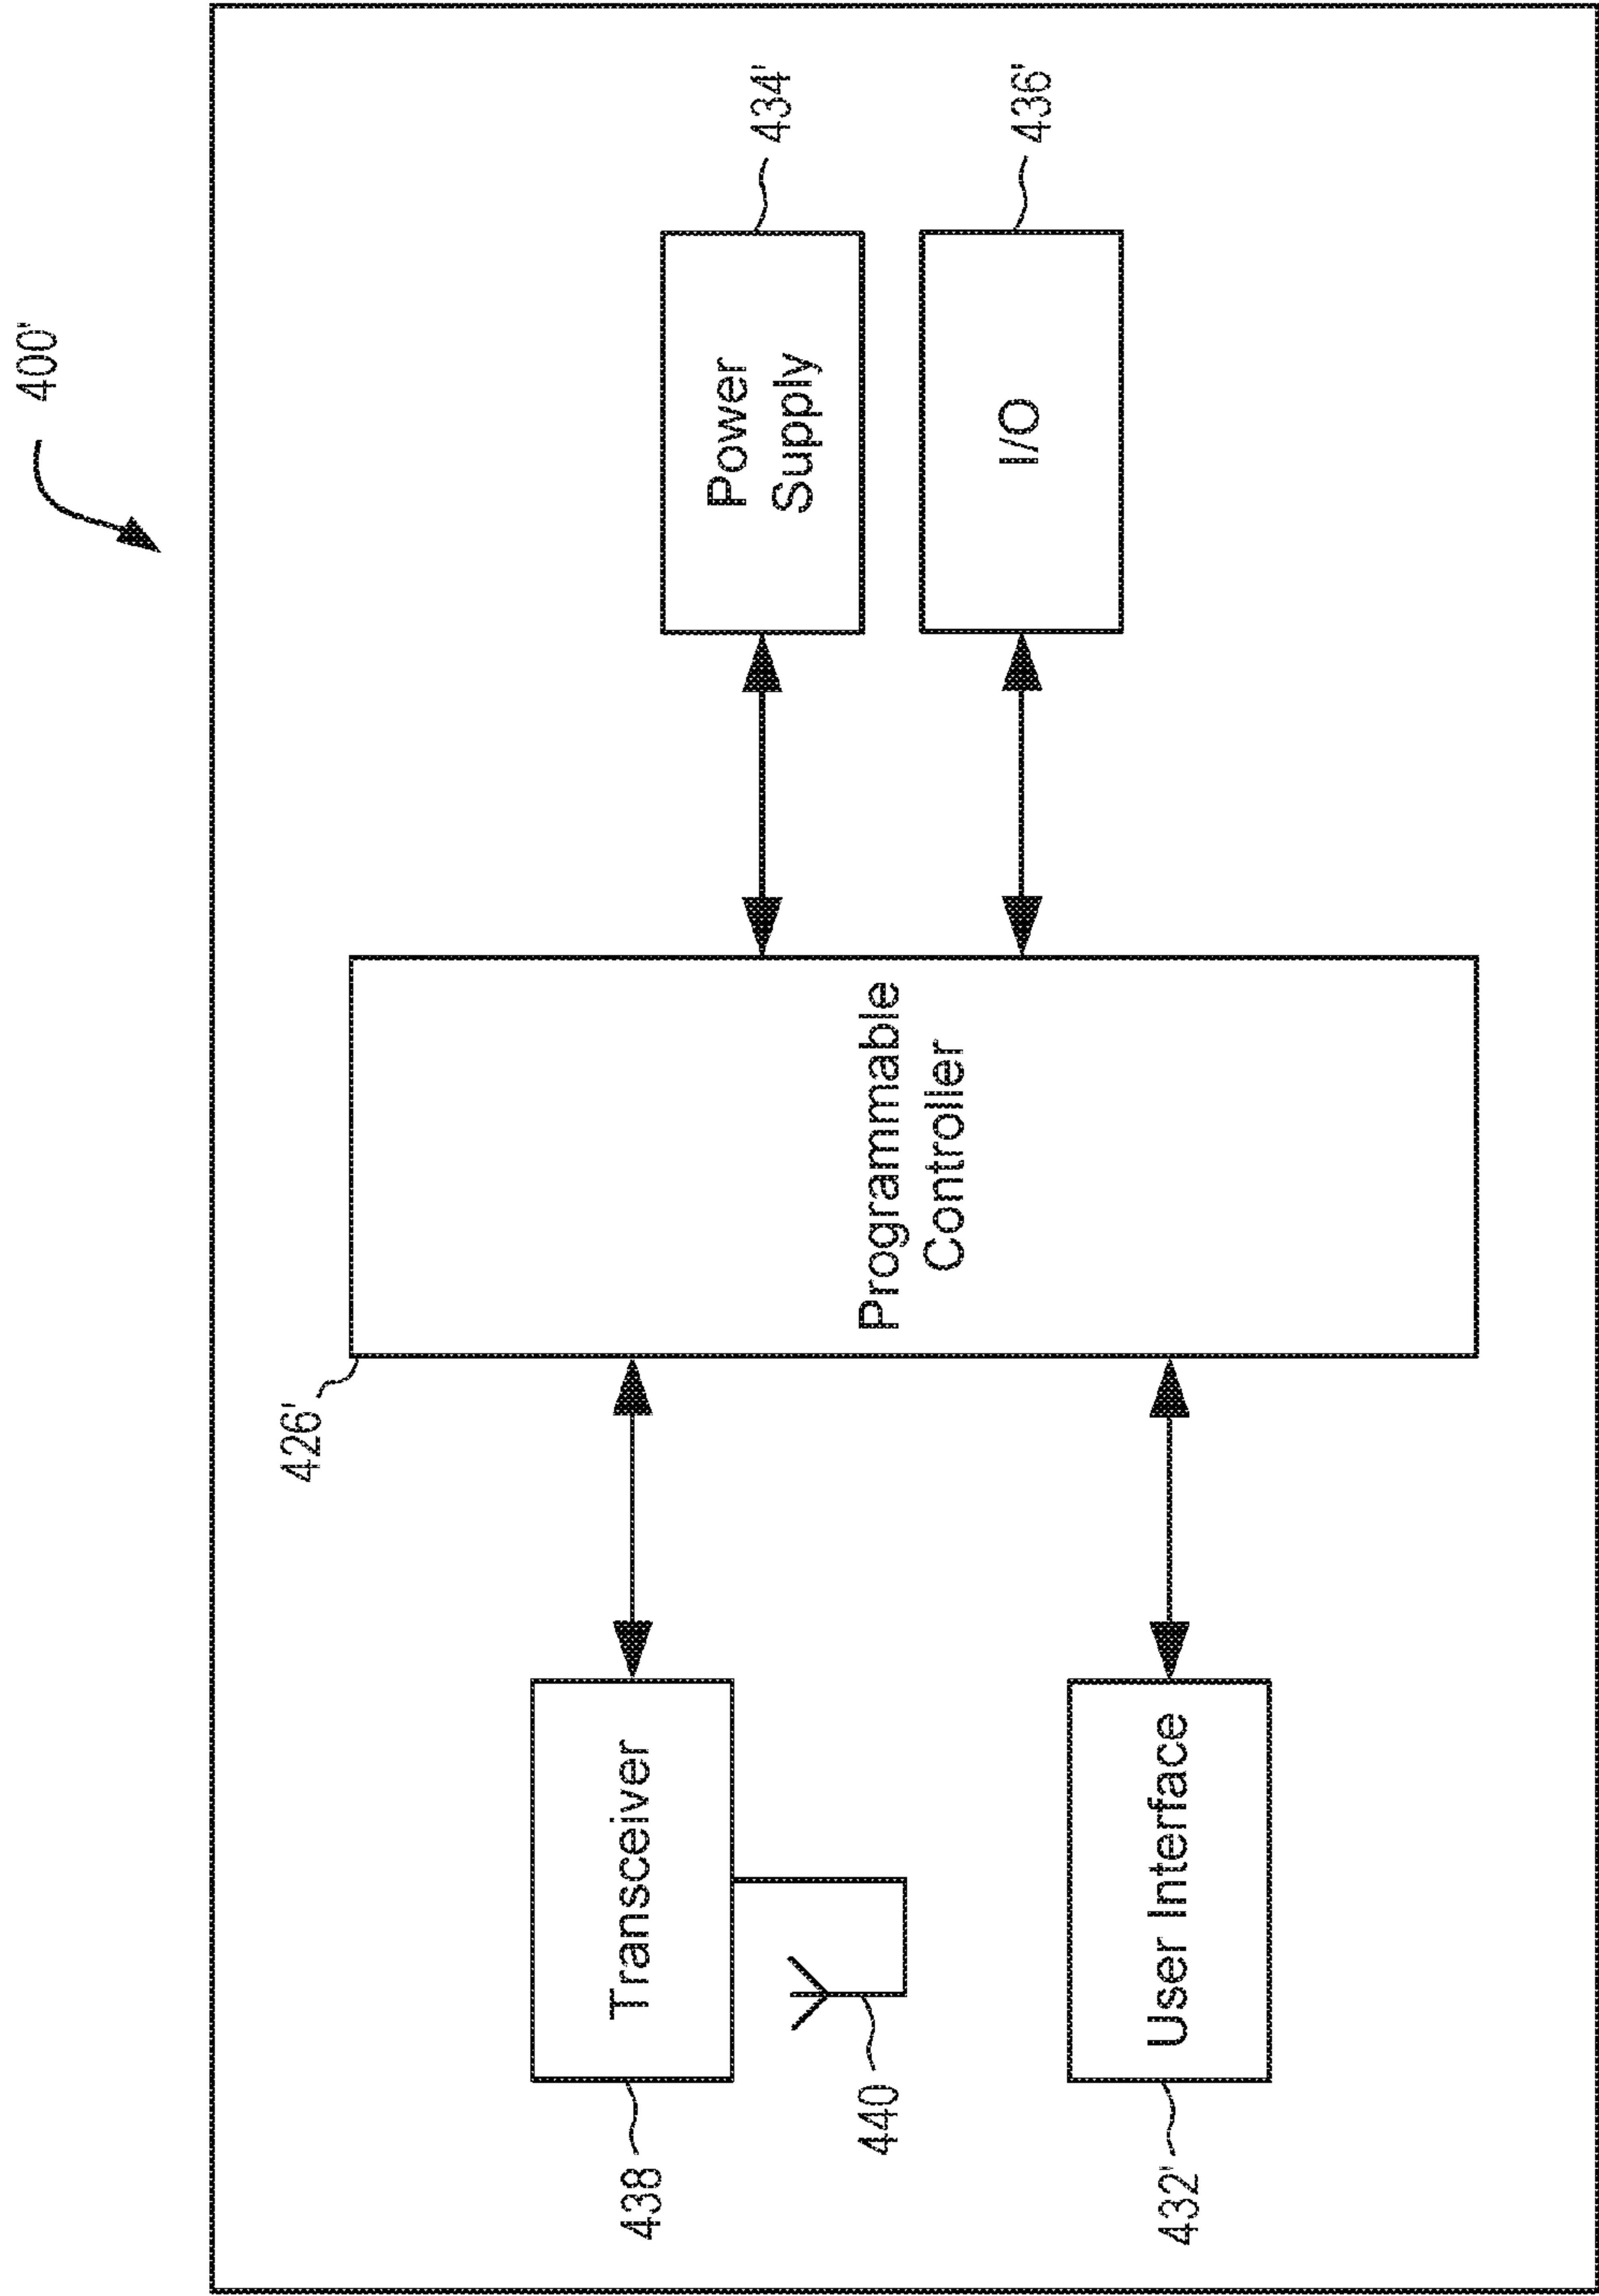 400'
426'
438
Transceiver
440
432'
User Interface
Programmable
Controller
Power
Supply
434'
I/O
436'